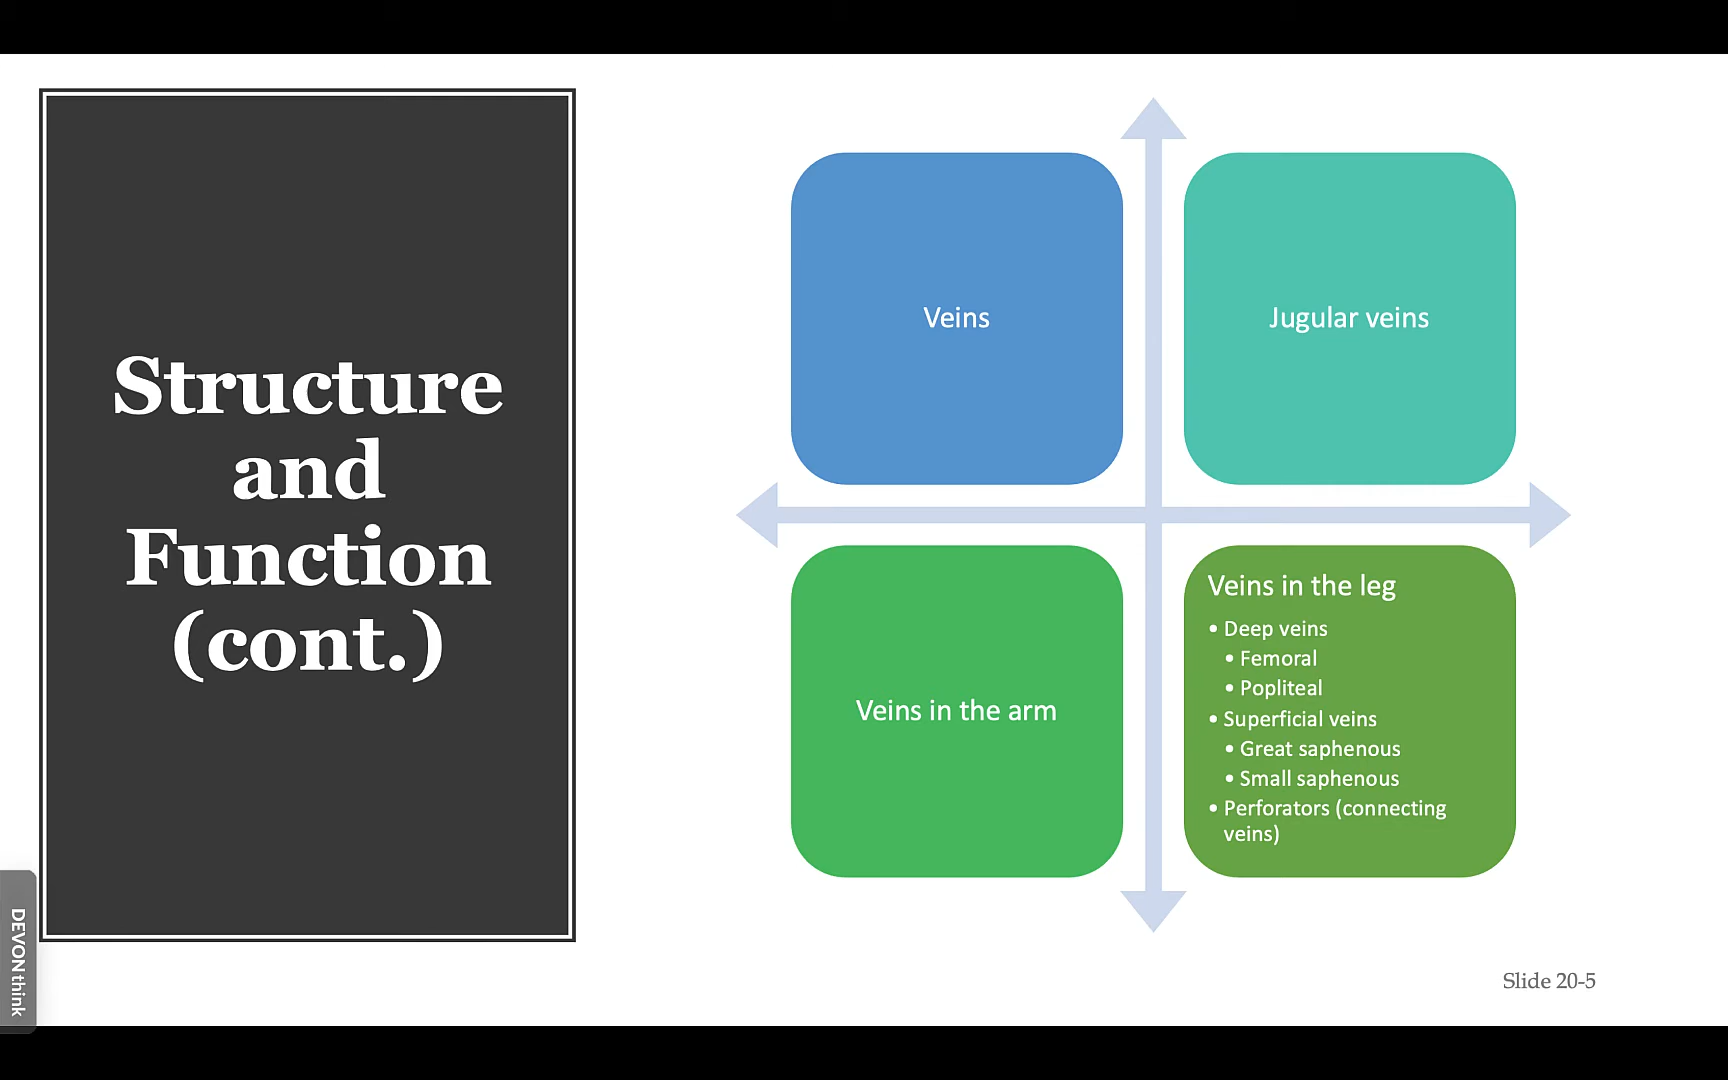 Structure
and
Function
(cont.)
Veins
Jugular veins
Veins in the arm
Veins in the leg
• Deep veins
• Femoral
• Popliteal
• Superficial veins
• Great saphenous
• Small saphenous
• Perforators (connecting
veins)
Slide 20-5
DEVONthink